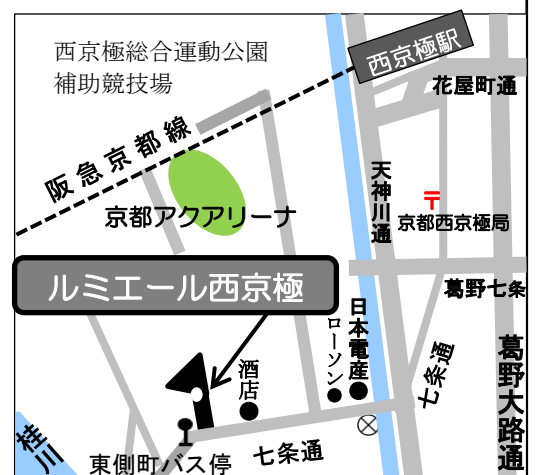 西京極総合運動公園
補助競技場
西京極駅
花屋町通
阪急京都線
天神川通
〒
京都西京極局
京都アクアリーナ
ルミエール西京極
葛野七条
日本電産
ローソン
酒店
七条通
葛野大路通
桂川
東側町バス停
七条通